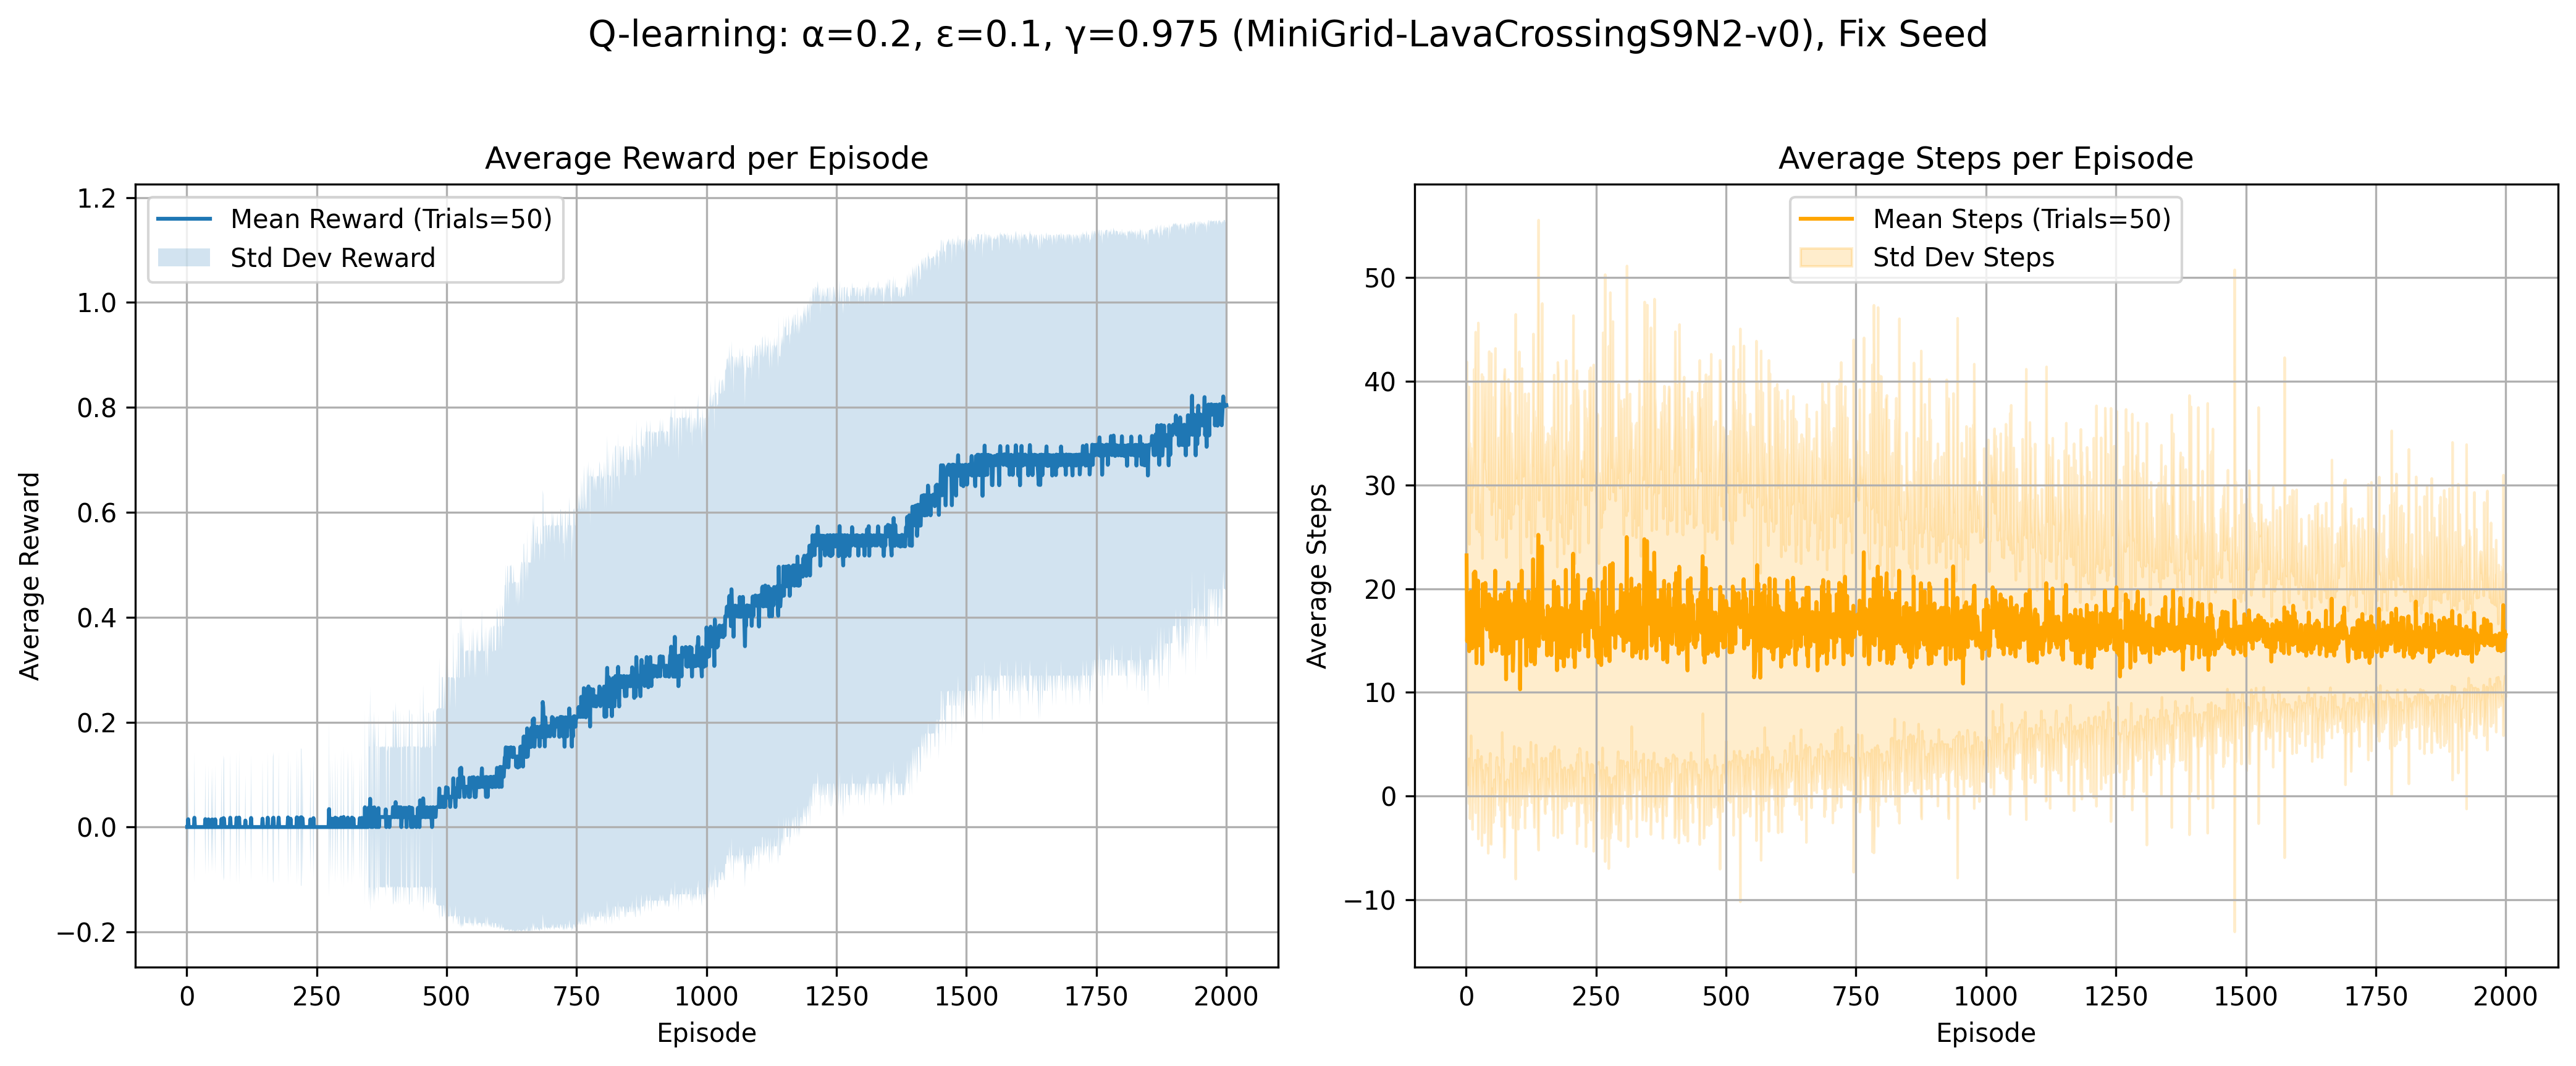 Q-learning: α=0.2, ε=0.1, γ=0.975 (MiniGrid-LavaCrossingS9N2-v0), Fix Seed
Average Reward per Episode
Mean Reward (Trials=50)
Std Dev Reward
1.2
1.0
0.8
0.6
0.4
0.2
0.0
−0.2
Average Reward
0 250 500 750 1000 1250 1500 1750 2000
Episode
Average Steps per Episode
Mean Steps (Trials=50)
Std Dev Steps
50
40
30
20
10
0
−10
Average Steps
0 250 500 750 1000 1250 1500 1750 2000
Episode